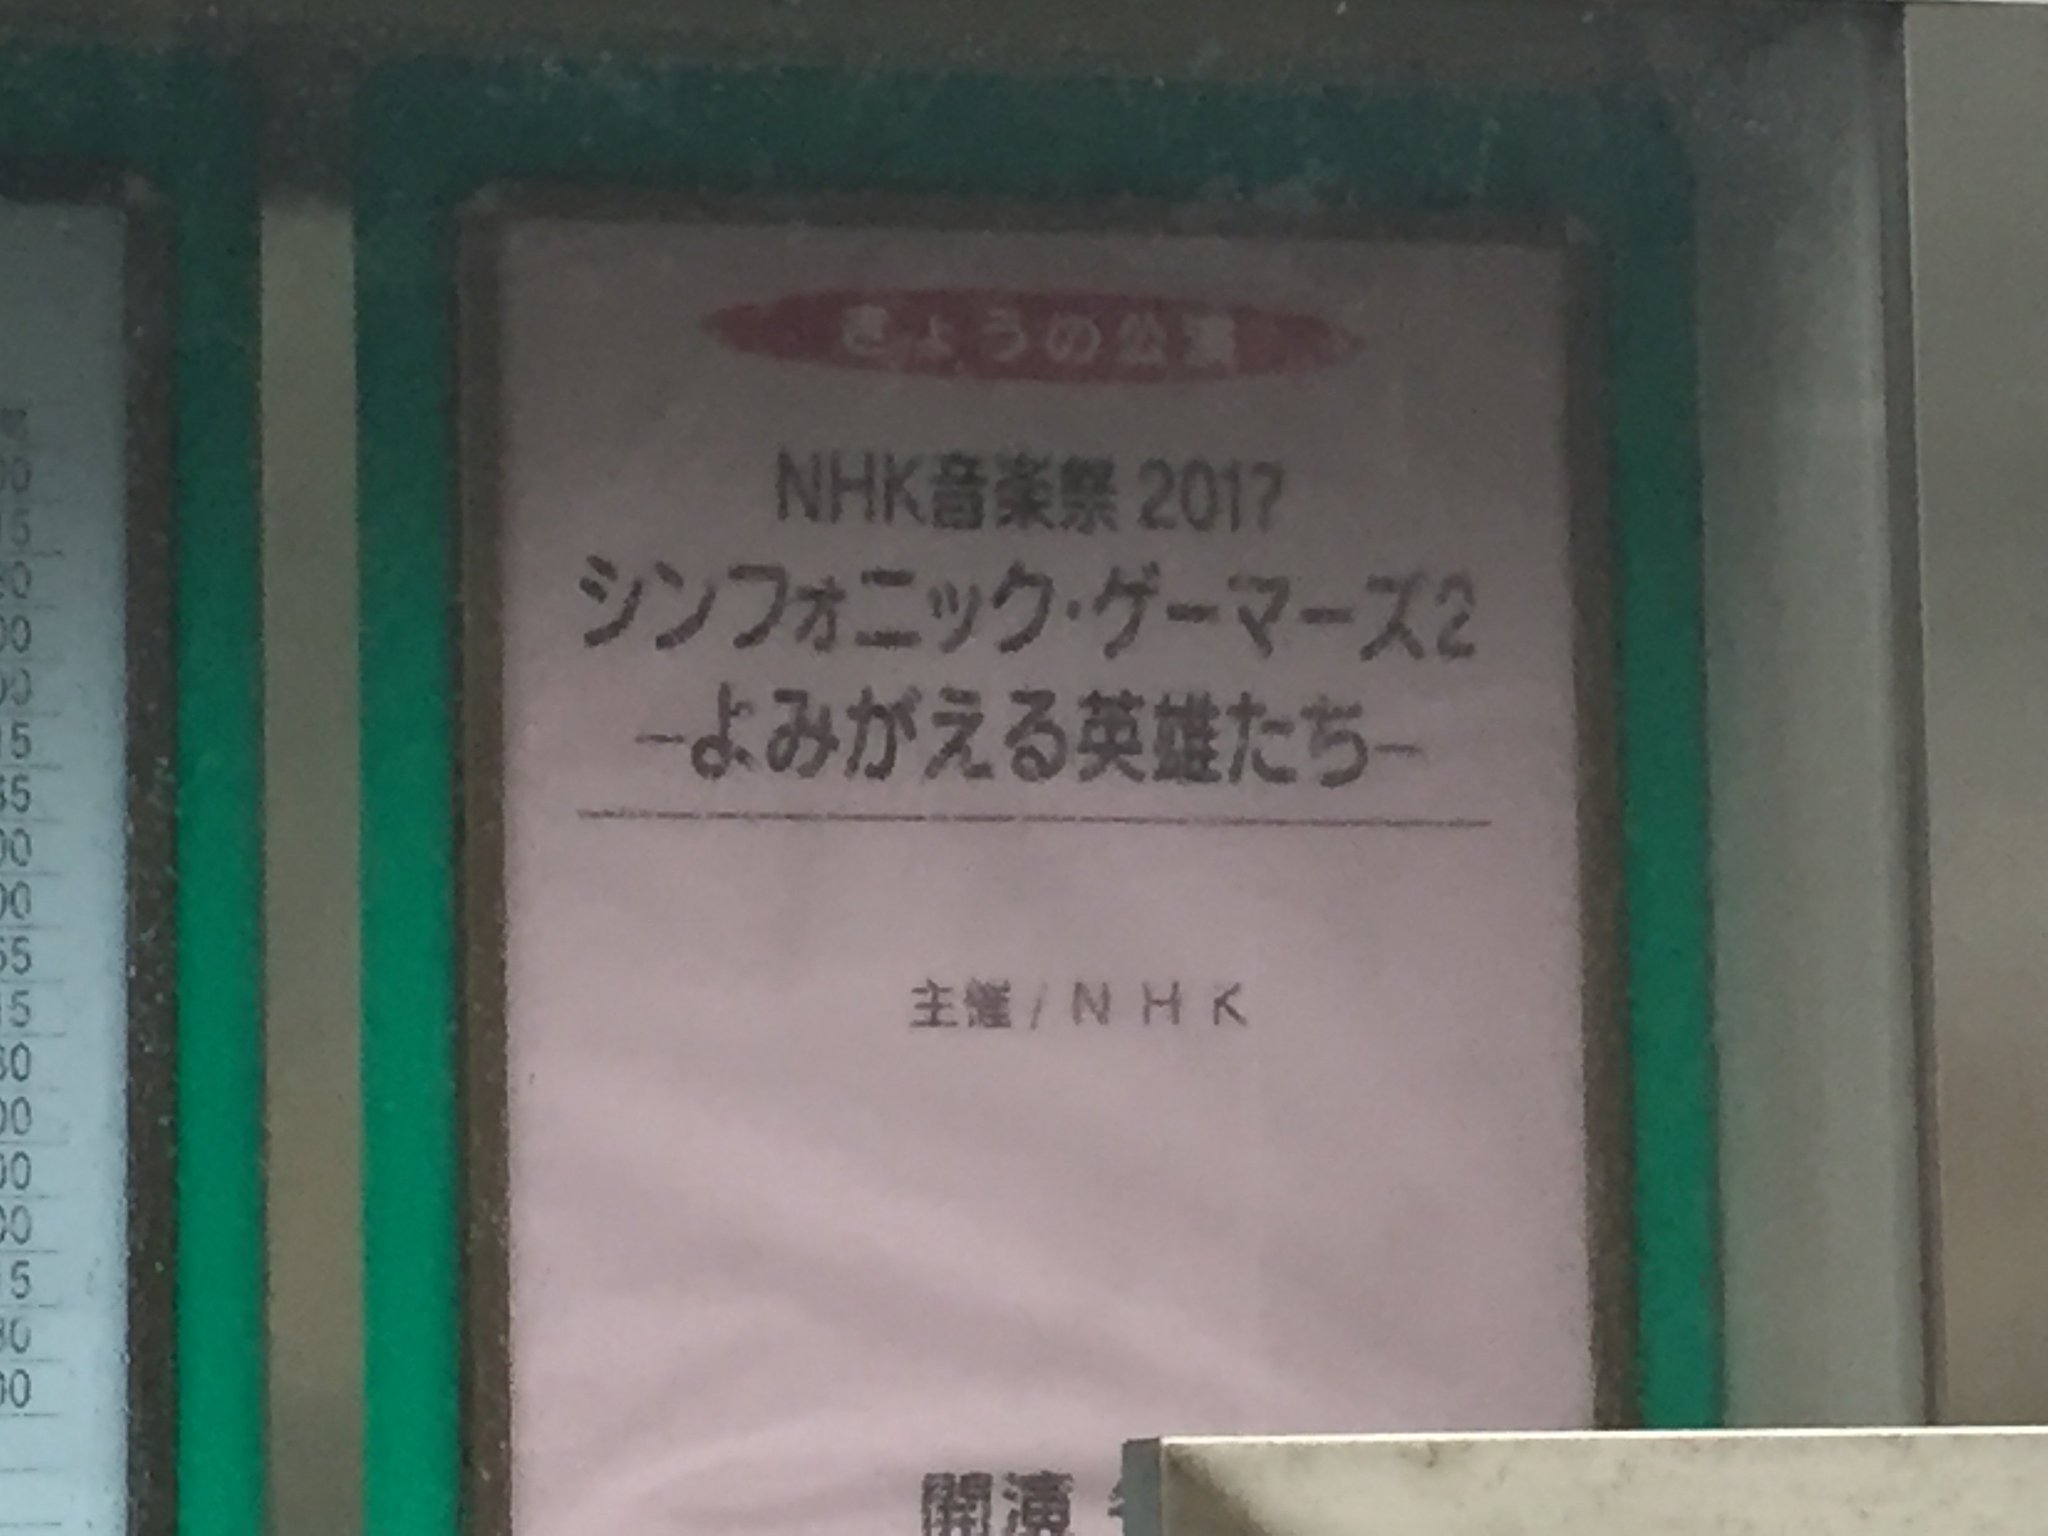 きょうの公演
NHK音楽祭 2017
シンフォニック・ゲーマーズ2
-よみがえる英雄たち-
主催/NHK
開演